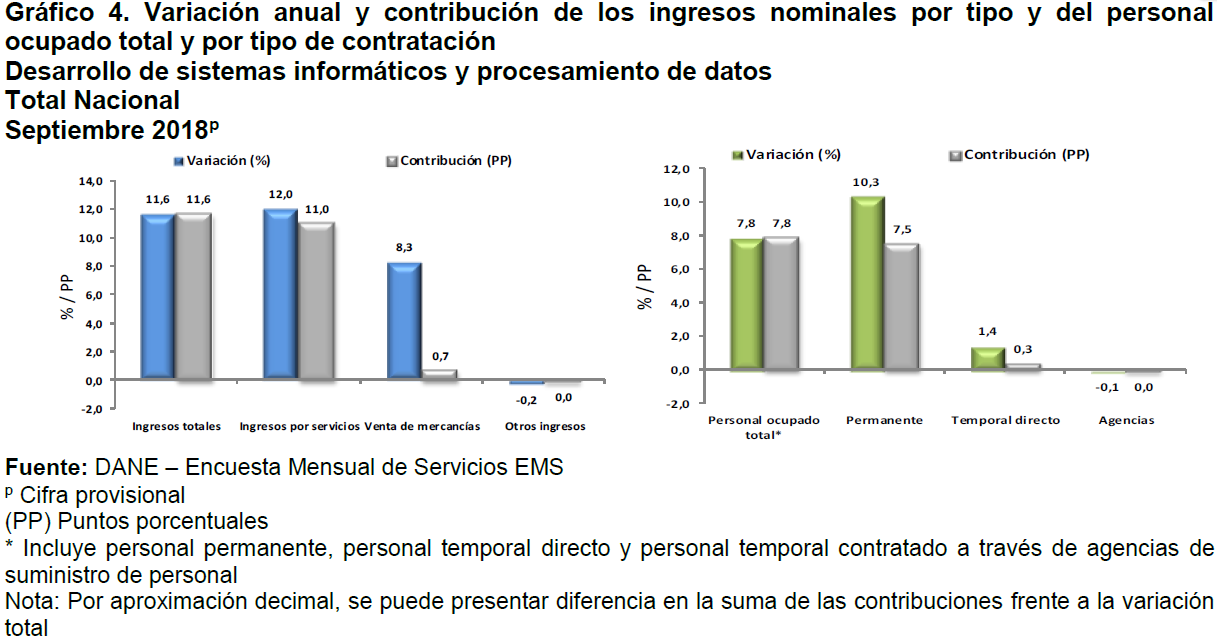 Gráfico 4. Variación anual y contribución de los ingresos nominales por tipo y del personal
ocupado total y por tipo de contratación
Desarrollo de sistemas informáticos y procesamiento de datos
Total Nacional
Septiembre 2018ᵖ
Variación (%) Contribución (PP)
14,0
12,0
10,0
8,0
6,0
4,0
2,0
0,0
-2,0
% / PP
11,6 11,6
12,0 11,0
8,3 0,7
-0,2 0,0
Ingresos totales Ingresos por servicios Venta de mercancías Otros ingresos
Variación (%) Contribución (PP)
12,0
10,0
8,0
6,0
4,0
2,0
0,0
-2,0
% / PP
7,8 7,8
10,3 7,5
1,4 0,3
-0,1 0,0
Personal ocupado Permanente Temporal directo Agencias
total*
Fuente: DANE – Encuesta Mensual de Servicios EMS
ᵖ Cifra provisional
(PP) Puntos porcentuales
* Incluye personal permanente, personal temporal directo y personal temporal contratado a través de agencias de
suministro de personal
Nota: Por aproximación decimal, se puede presentar diferencia en la suma de las contribuciones frente a la variación
total